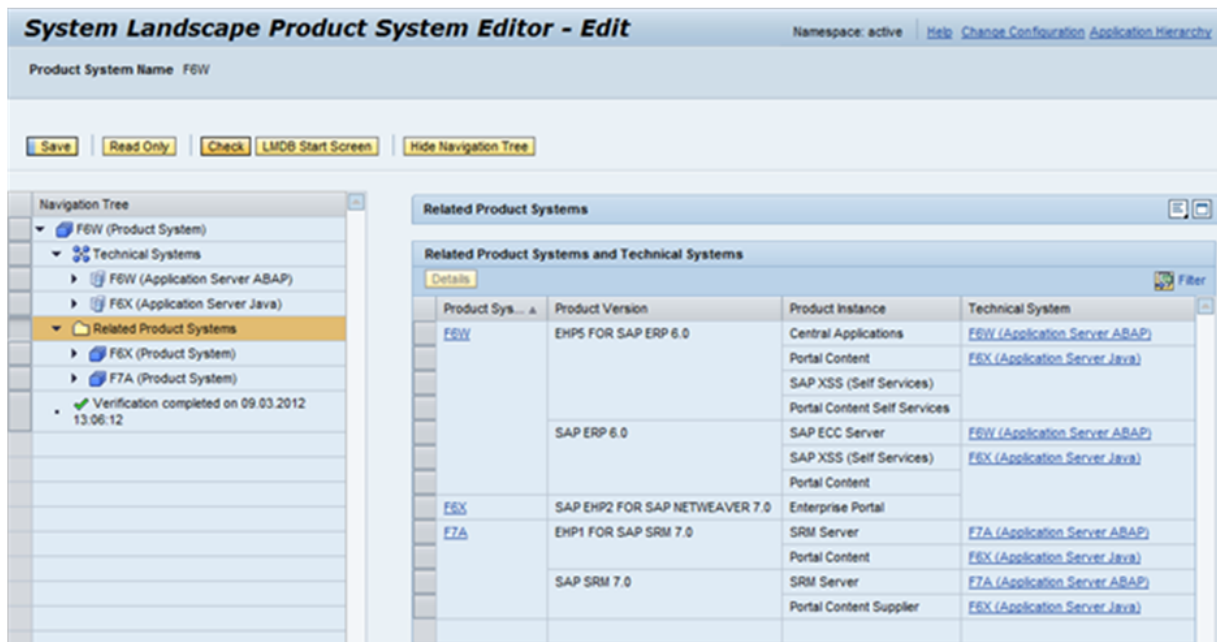 System Landscape Product System Editor - Edit
Namespace: active Help Change Configuration Application Hierarchy
Product System Name F6W
Save Read Only Check LMDB Start Screen Hide Navigation Tree
Navigation Tree
F6W (Product System)
Technical Systems
F6W (Application Server ABAP)
F6X (Application Server Java)
Related Product Systems
F6X (Product System)
F7A (Product System)
Verification completed on 09.03.2012
13:06:12
Related Product Systems
Related Product Systems and Technical Systems
Details Filter
Product Sys... Product Version Product Instance Technical System
F6W EHP5 FOR SAP ERP 6.0 Central Applications F6W (Application Server ABAP)
Portal Content F6X (Application Server Java)
SAP XSS (Self Services)
Portal Content Self Services
SAP ERP 6.0 SAP ECC Server F6W (Application Server ABAP)
SAP XSS (Self Services) F6X (Application Server Java)
Portal Content
F6X SAP EHP2 FOR SAP NETWEAVER 7.0 Enterprise Portal
F7A EHP1 FOR SAP SRM 7.0 SRM Server F7A (Application Server ABAP)
Portal Content F6X (Application Server Java)
SAP SRM 7.0 SRM Server F7A (Application Server ABAP)
Portal Content Supplier F6X (Application Server Java)